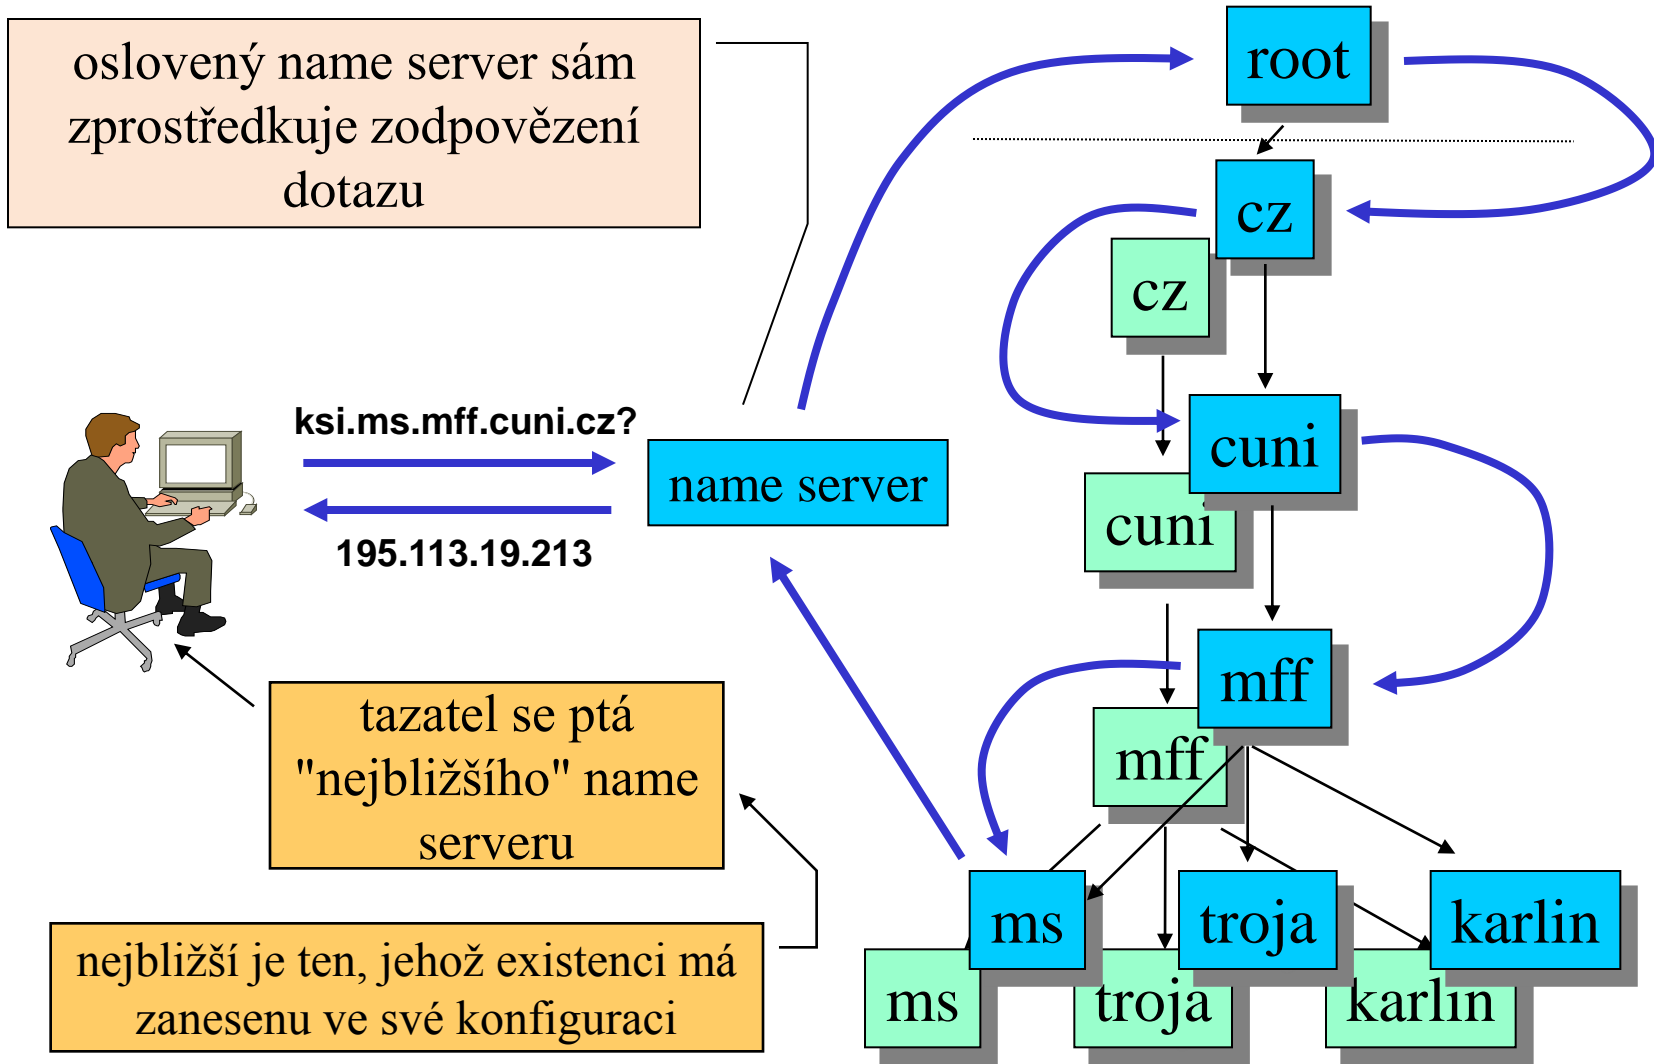 oslovený name server sám
zprostředkuje zodpovězení
dotazu
root
cz
cz
ksi.ms.mff.cuni.cz?
name server
195.113.19.213
cuni
cuni
mff
mff
tazatel se ptá
"nejbližšího" name
serveru
nejbližší je ten, jehož existenci má
zanesenu ve své konfiguraci
ms
troja
karlin
ms
troja
karlin